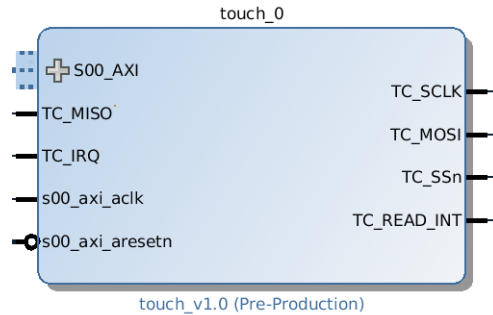 touch_0
S00_AXI
TC_MISO
TC_IRQ
s00_axi_aclk
s00_axi_aresetn
TC_SCLK
TC_MOSI
TC_SSn
TC_READ_INT
touch_v1.0 (Pre-Production)